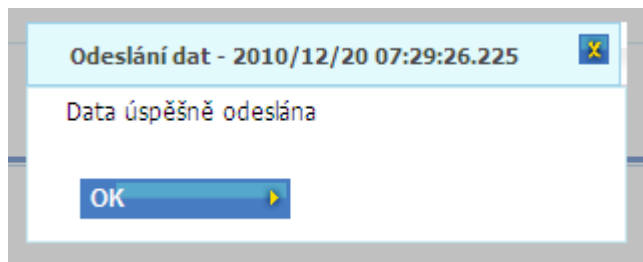 Odeslání dat - 2010/12/20 07:29:26.225
X
Data úspěšně odeslána
OK